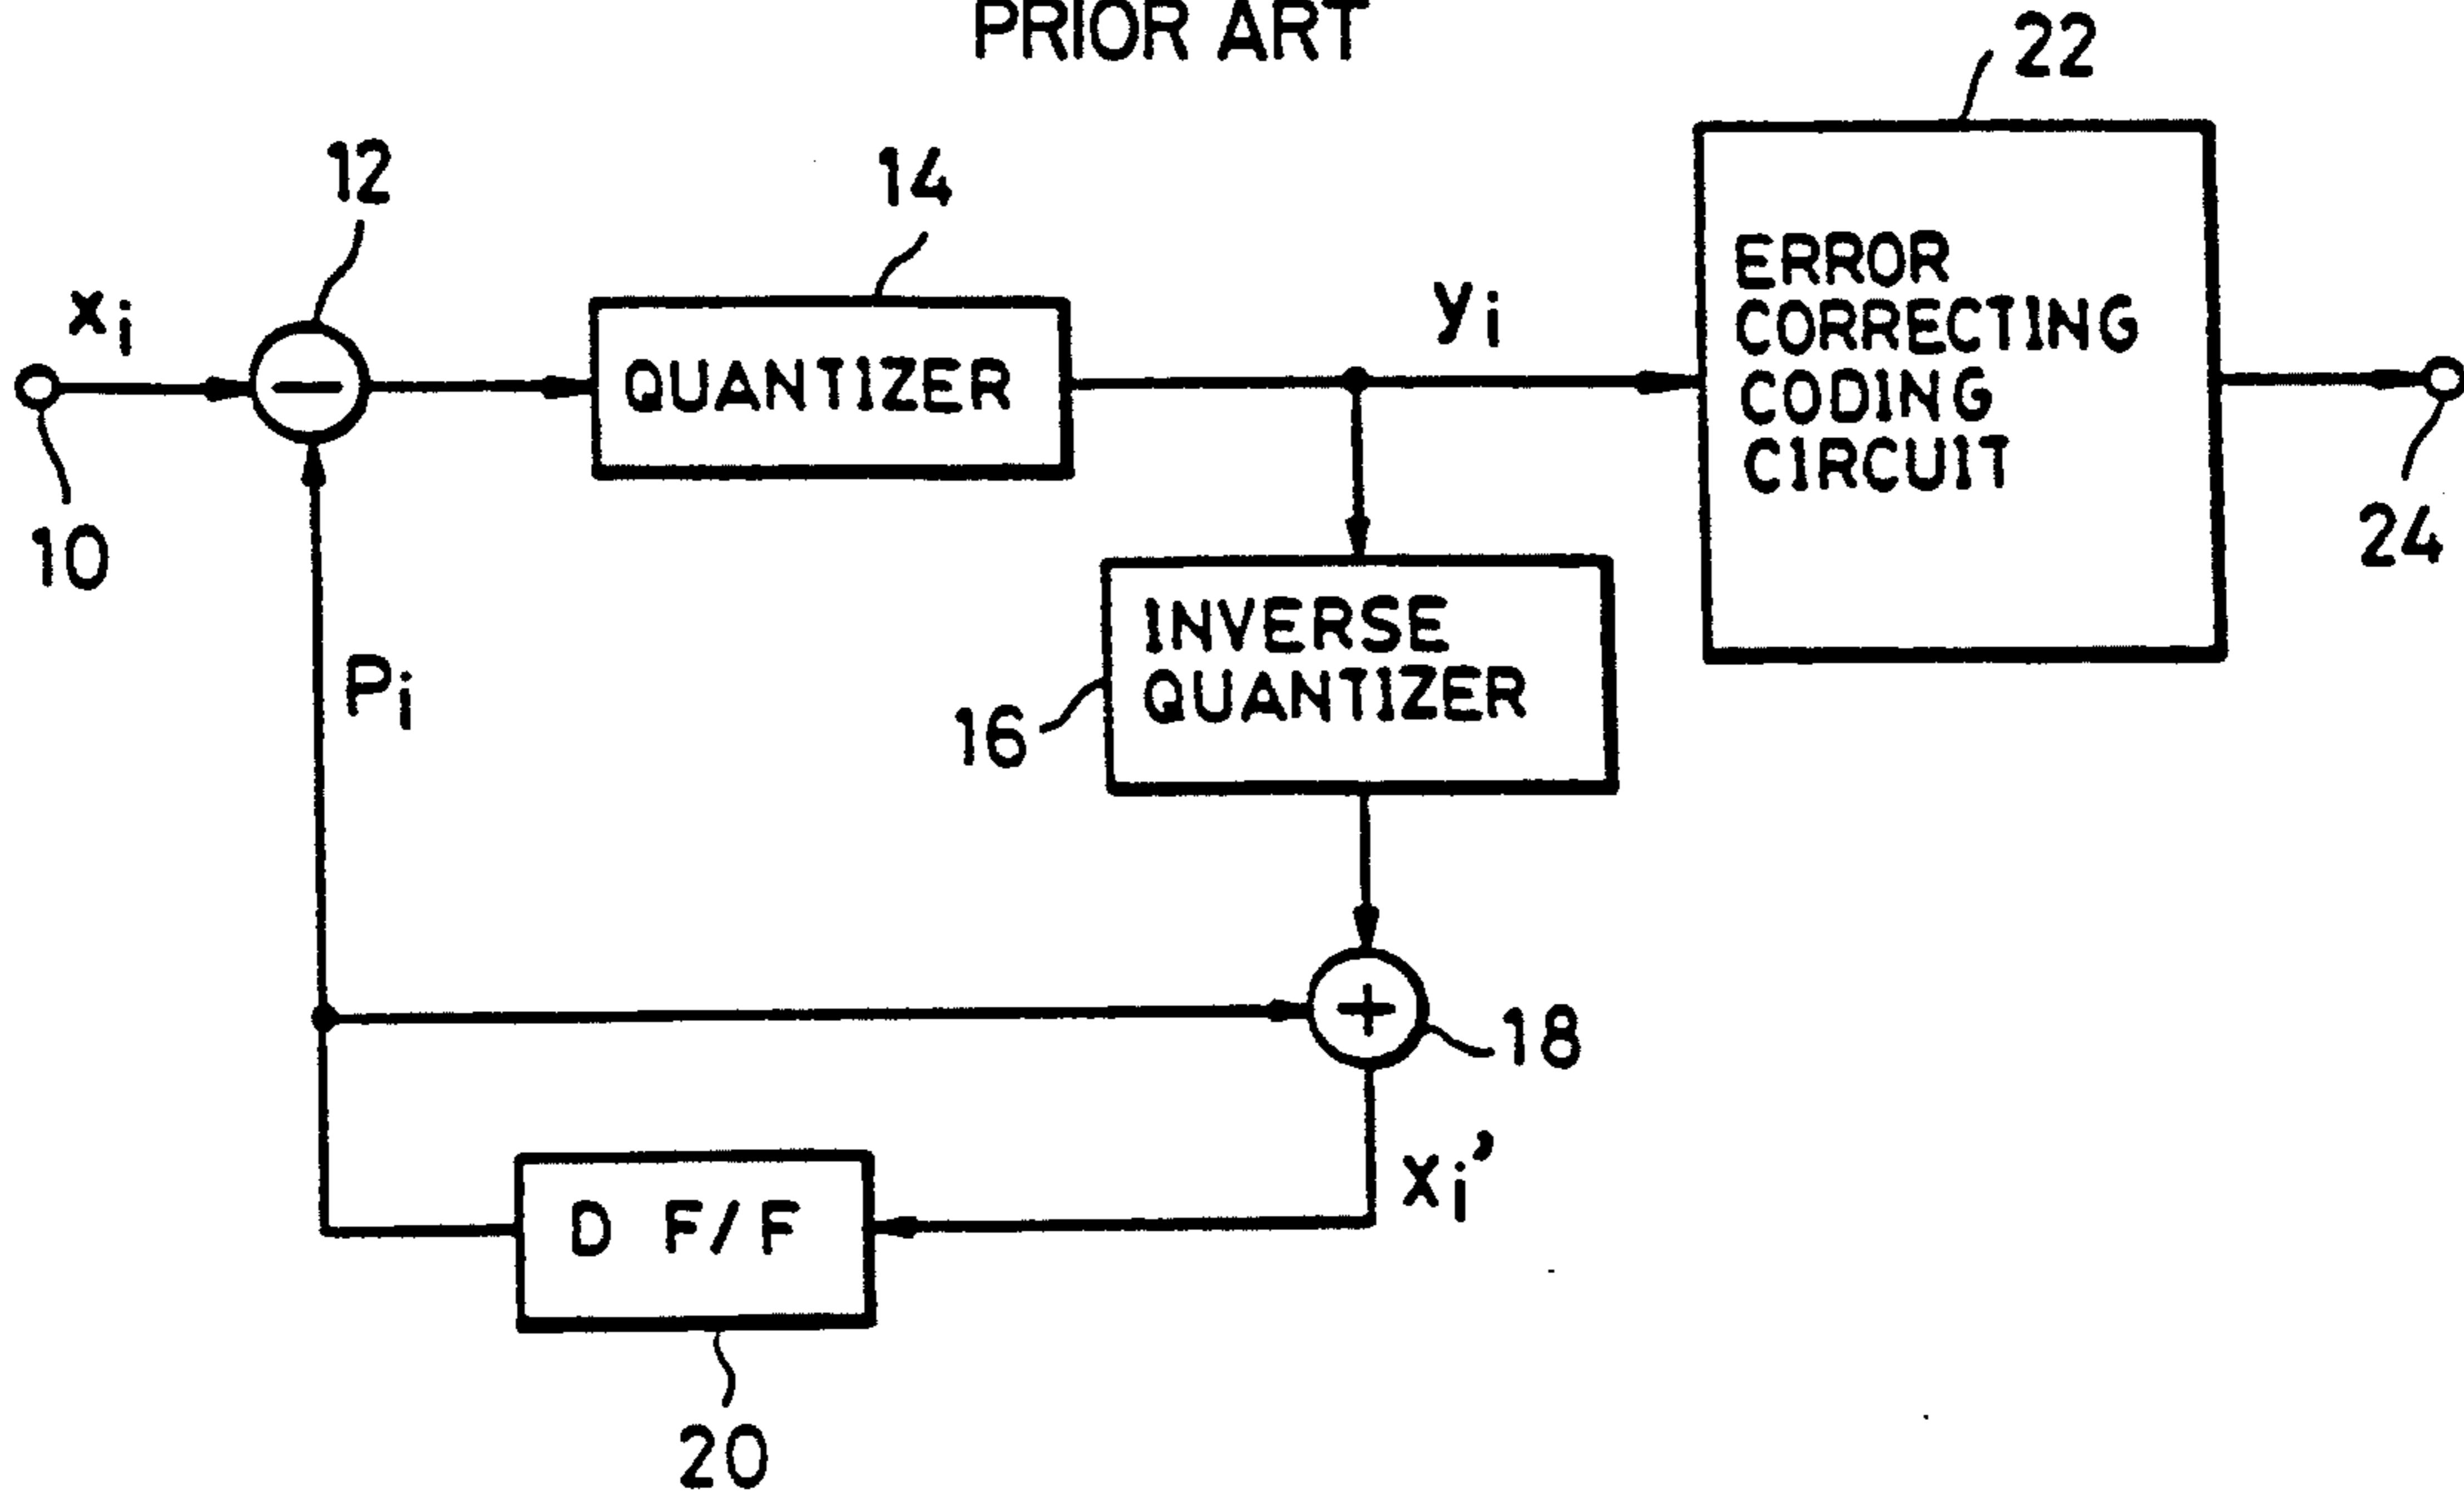 PRIOR ART
22
12
14
xi
yi
QUANTIZER
ERROR
CORRECTING
CODING
CIRCUIT
10
24
INVERSE
QUANTIZER
16
Pi
+
18
xi'
D F/F
20